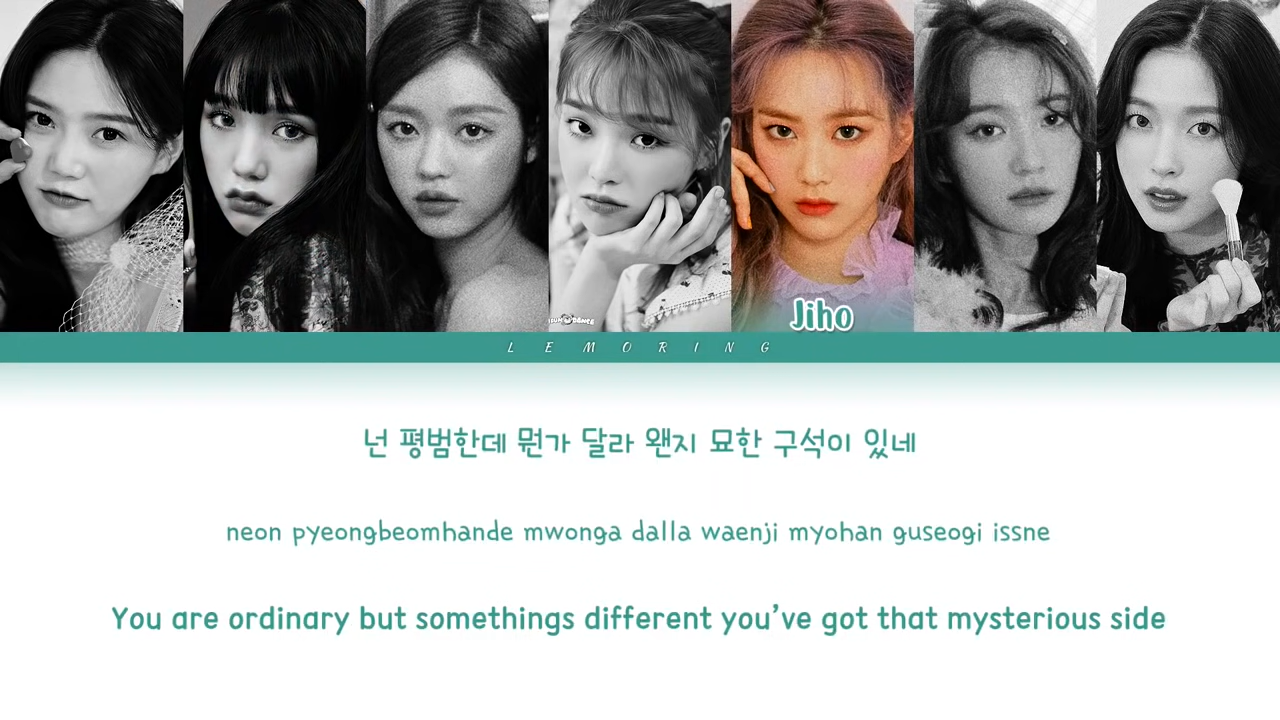 Jiho
LEMORING
넌 평범한데 뭔가 달라 왠지 묘한 구석이 있네
neon pyeongbeomhande mwonga dalla waenji myohan guseogi issne
You are ordinary but somethings different you’ve got that mysterious side